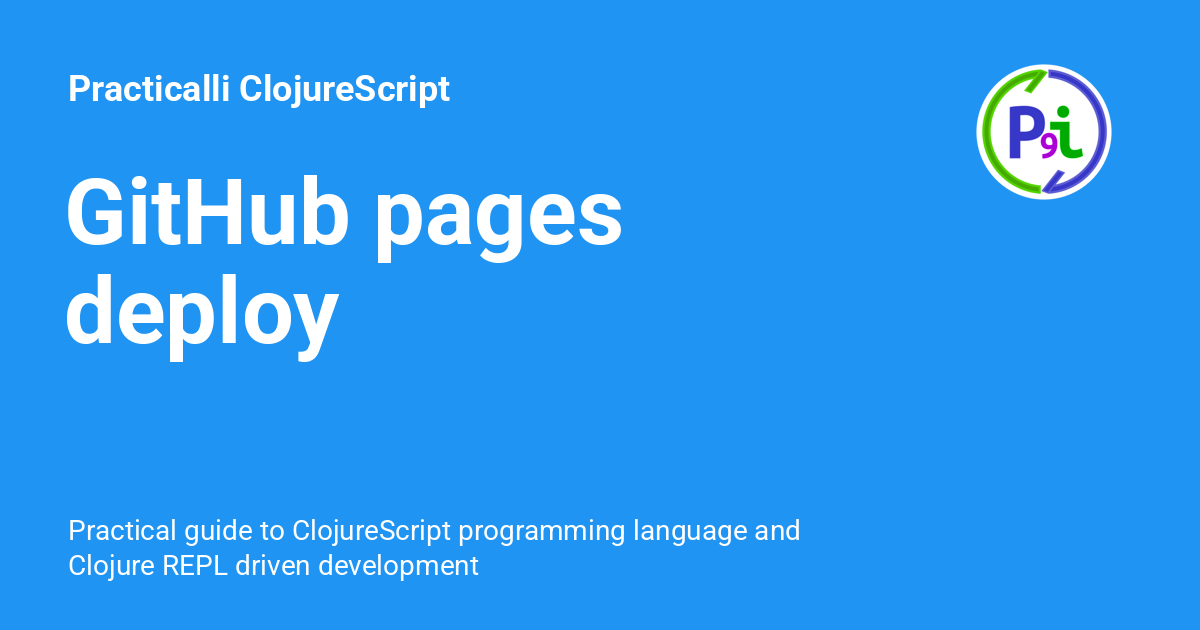 Practicalli ClojureScript
P9i
GitHub pages
deploy
Practical guide to ClojureScript programming language and
Clojure REPL driven development